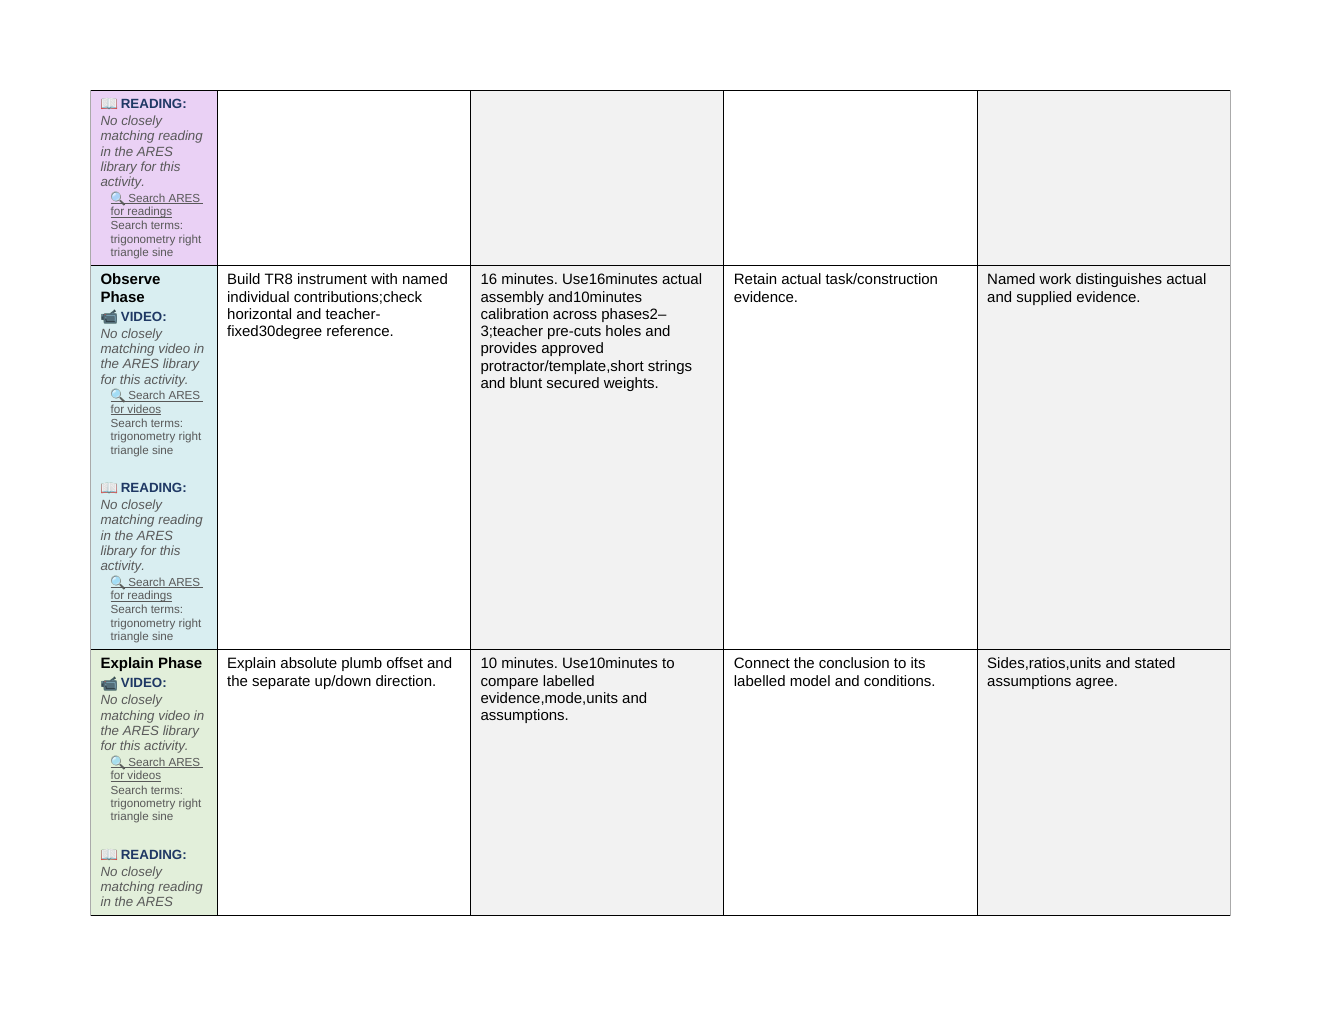 📖 READING:
No closely
matching reading
in the ARES
library for this
activity.
🔍 Search ARES
for readings
Search terms:
trigonometry right
triangle sine
Observe
Phase
📹 VIDEO:
No closely
matching video in
the ARES library
for this activity.
🔍 Search ARES
for videos
Search terms:
trigonometry right
triangle sine
📖 READING:
No closely
matching reading
in the ARES
library for this
activity.
🔍 Search ARES
for readings
Search terms:
trigonometry right
triangle sine
Build TR8 instrument with named
individual contributions;check
horizontal and teacher-
fixed30degree reference.
16 minutes. Use16minutes actual
assembly and10minutes
calibration across phases2–
3;teacher pre-cuts holes and
provides approved
protractor/template,short strings
and blunt secured weights.
Retain actual task/construction
evidence.
Named work distinguishes actual
and supplied evidence.
Explain Phase
📹 VIDEO:
No closely
matching video in
the ARES library
for this activity.
🔍 Search ARES
for videos
Search terms:
trigonometry right
triangle sine
📖 READING:
No closely
matching reading
in the ARES
Explain absolute plumb offset and
the separate up/down direction.
10 minutes. Use10minutes to
compare labelled
evidence,mode,units and
assumptions.
Connect the conclusion to its
labelled model and conditions.
Sides,ratios,units and stated
assumptions agree.